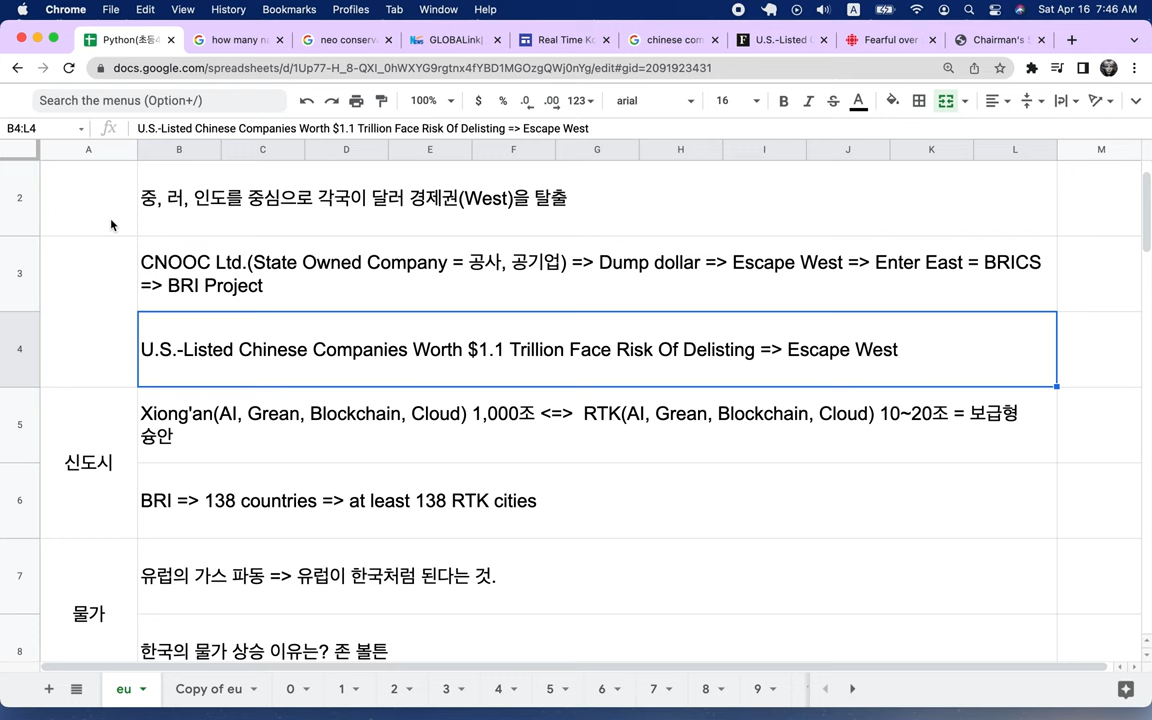 Chrome File Edit View History Bookmarks Profiles Tab Window Help A Sat Apr 16 7:46 AM
Python(초등 how many n neo conserv GLOBALink| Real Time K chinese com U.S.-Listed Fearful over Chairman's
docs.google.com/spreadsheets/d/1Up77-H_8-QXI_0hWXYG9rgtnx4fYBD1MGOzgQWj0nYg/edit#gid=2091923431
Search the menus (Option+/) 100% $ % .0 .00 123 arial 16 B I S A
B4:L4 fx U.S.-Listed Chinese Companies Worth $1.1 Trillion Face Risk Of Delisting => Escape West
A B C D E F G H I J K L M
2 중, 러, 인도를 중심으로 각국이 달러 경제권(West)을 탈출
3 CNOOC Ltd.(State Owned Company = 공사, 공기업) => Dump dollar => Escape West => Enter East = BRICS
=> BRI Project
4 U.S.-Listed Chinese Companies Worth $1.1 Trillion Face Risk Of Delisting => Escape West
5 Xiong'an(AI, Grean, Blockchain, Cloud) 1,000조 <=> RTK(AI, Grean, Blockchain, Cloud) 10~20조 = 보급형
슝안
신도시
6 BRI => 138 countries => at least 138 RTK cities
7 유럽의 가스 파동 => 유럽이 한국처럼 된다는 것.
물가
8 한국의 물가 상승 이유는? 존 볼튼
eu Copy of eu 0 1 2 3 4 5 6 7 8 9